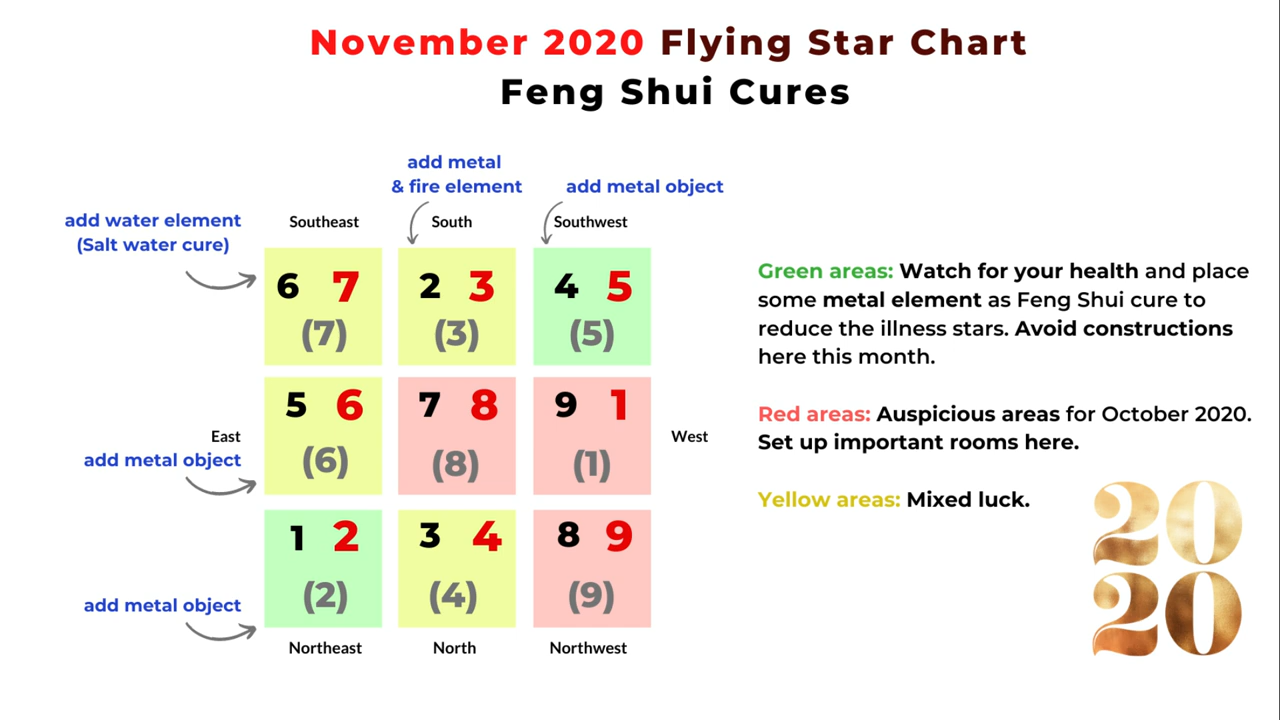 November 2020 Flying Star Chart
Feng Shui Cures
add metal
& fire element
add metal object
add water element
(Salt water cure)
Southeast
South
Southwest
6 7
(7)
2 3
(3)
4 5
(5)
5 6
(6)
7 8
(8)
9 1
(1)
East
add metal object
West
1 2
(2)
3 4
(4)
8 9
(9)
add metal object
Northeast
North
Northwest
Green areas: Watch for your health and place
some metal element as Feng Shui cure to
reduce the illness stars. Avoid constructions
here this month.
Red areas: Auspicious areas for October 2020.
Set up important rooms here.
Yellow areas: Mixed luck.
20
20